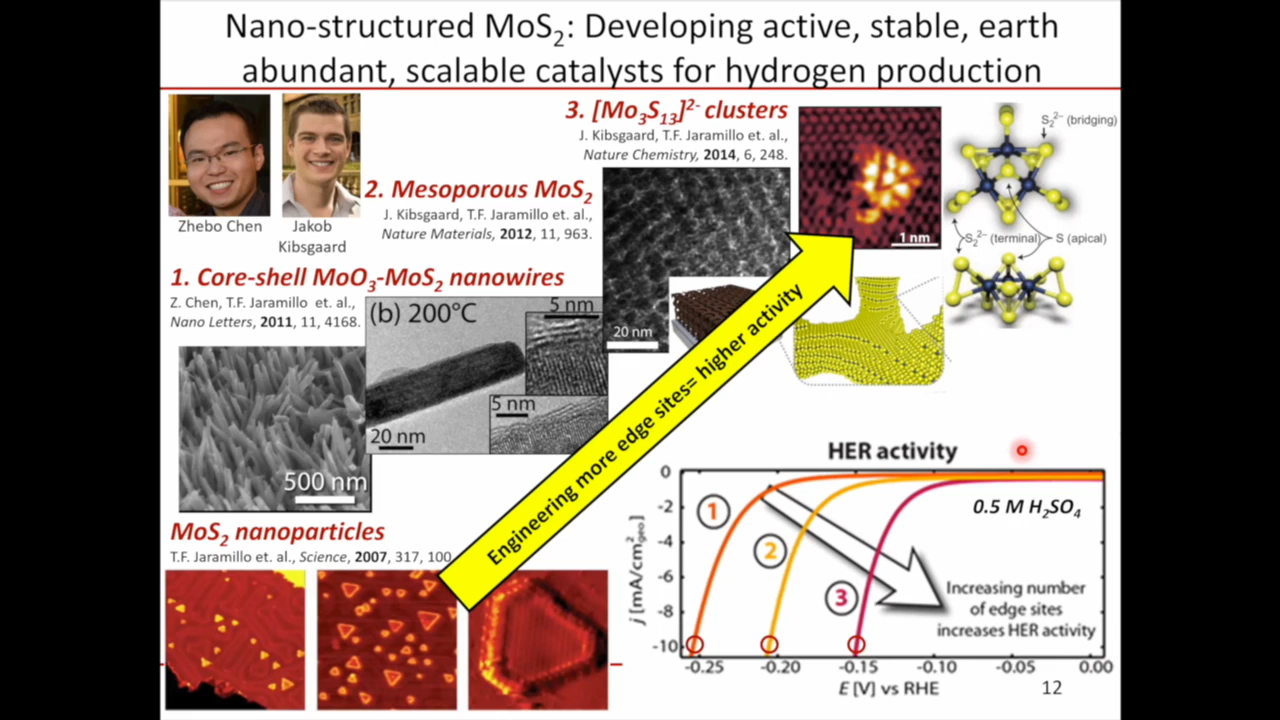 Nano-structured MoS2: Developing active, stable, earth
abundant, scalable catalysts for hydrogen production
Zhebo Chen
Jakob
Kibsgaard
3. [Mo3S13]2- clusters
J. Kibsgaard, T.F. Jaramillo et. al.,
Nature Chemistry, 2014, 6, 248.
2. Mesoporous MoS2
J. Kibsgaard, T.F. Jaramillo et. al.,
Nature Materials, 2012, 11, 963.
1. Core-shell MoO3-MoS2 nanowires
Z. Chen, T.F. Jaramillo et. al.,
Nano Letters, 2011, 11, 4168.
(b) 200°C
5 nm
5 nm
20 nm
500 nm
20 nm
1 nm
S2 2- (bridging)
S2 2- (terminal)
S (apical)
Engineering more edge sites= higher activity
MoS2 nanoparticles
T.F. Jaramillo et. al., Science, 2007, 317, 100
HER activity
0.5 M H2SO4
1
2
3
Increasing number
of edge sites
increases HER activity
j [mA/cm2geo]
0
-2
-4
-6
-8
-10
-0.25
-0.20
-0.15
-0.10
-0.05
0.00
E [V] vs RHE
12